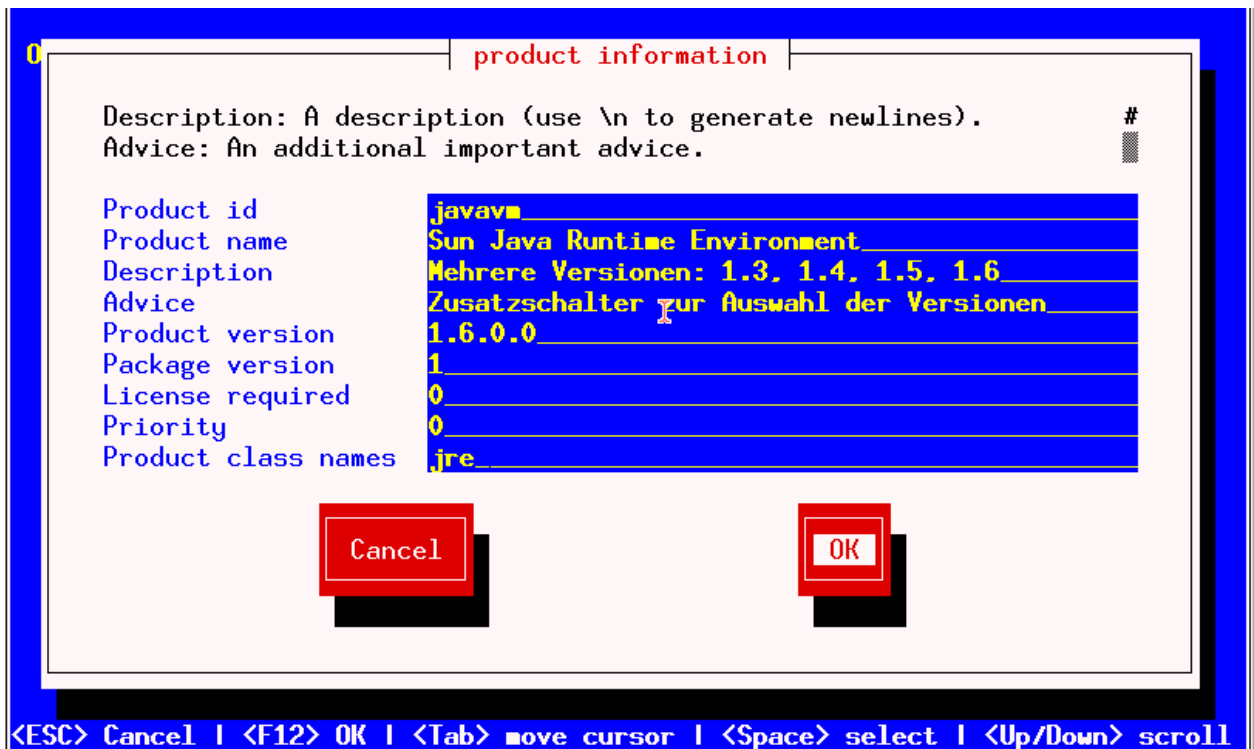 O
product information
Description: A description (use \n to generate newlines). #
Advice: An additional important advice.
Product id javavm
Product name Sun Java Runtime Environment
Description Mehrere Versionen: 1.3, 1.4, 1.5, 1.6
Advice Zusatzschalter zur Auswahl der Versionen
Product version 1.6.0.0
Package version 1
License required 0
Priority 0
Product class names jre
Cancel OK
<ESC> Cancel | <F12> OK | <Tab> move cursor | <Space> select | <Up/Down> scroll